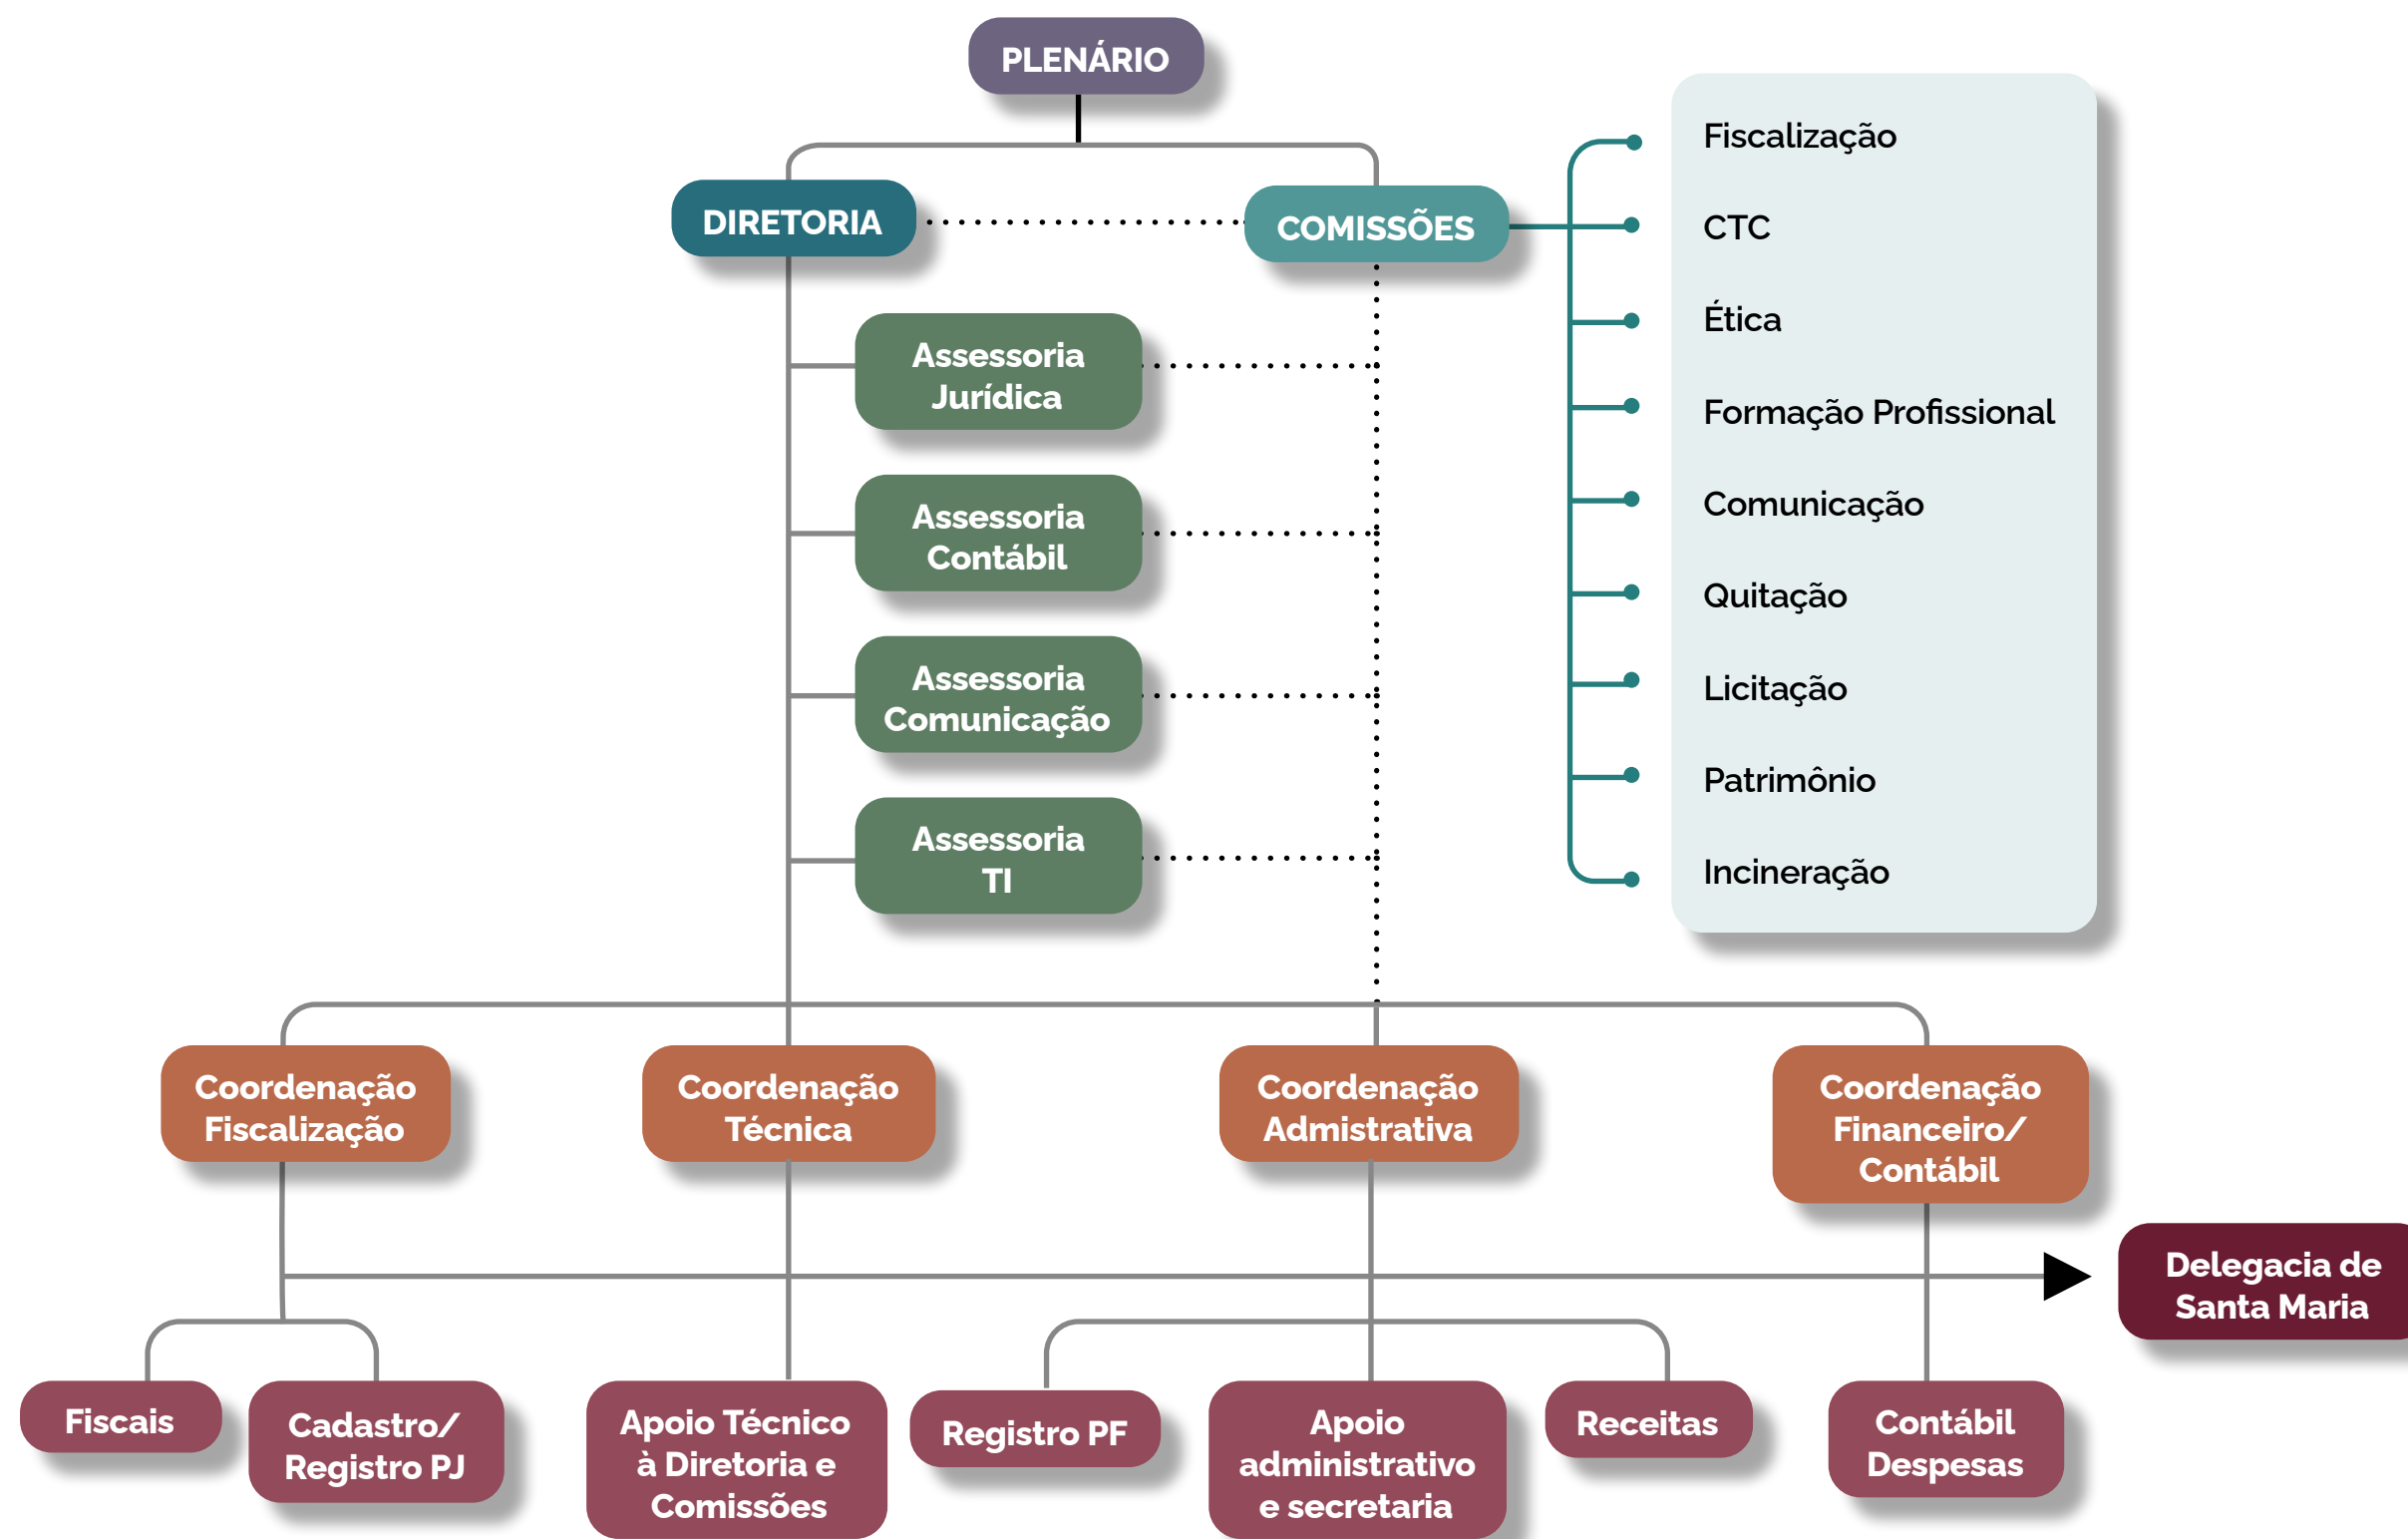 PLENÁRIO
DIRETORIA
COMISSÕES
Fiscalização
CTC
Ética
Formação Profissional
Comunicação
Quitação
Licitação
Patrimônio
Incineração
Assessoria
Jurídica
Assessoria
Contábil
Assessoria
Comunicação
Assessoria
TI
Coordenação
Fiscalização
Coordenação
Técnica
Coordenação
Admistrativa
Coordenação
Financeiro/
Contábil
Delegacia de
Santa Maria
Fiscais
Cadastro/
Registro PJ
Apoio Técnico
à Diretoria e
Comissões
Registro PF
Apoio
administrativo
e secretaria
Receitas
Contábil
Despesas